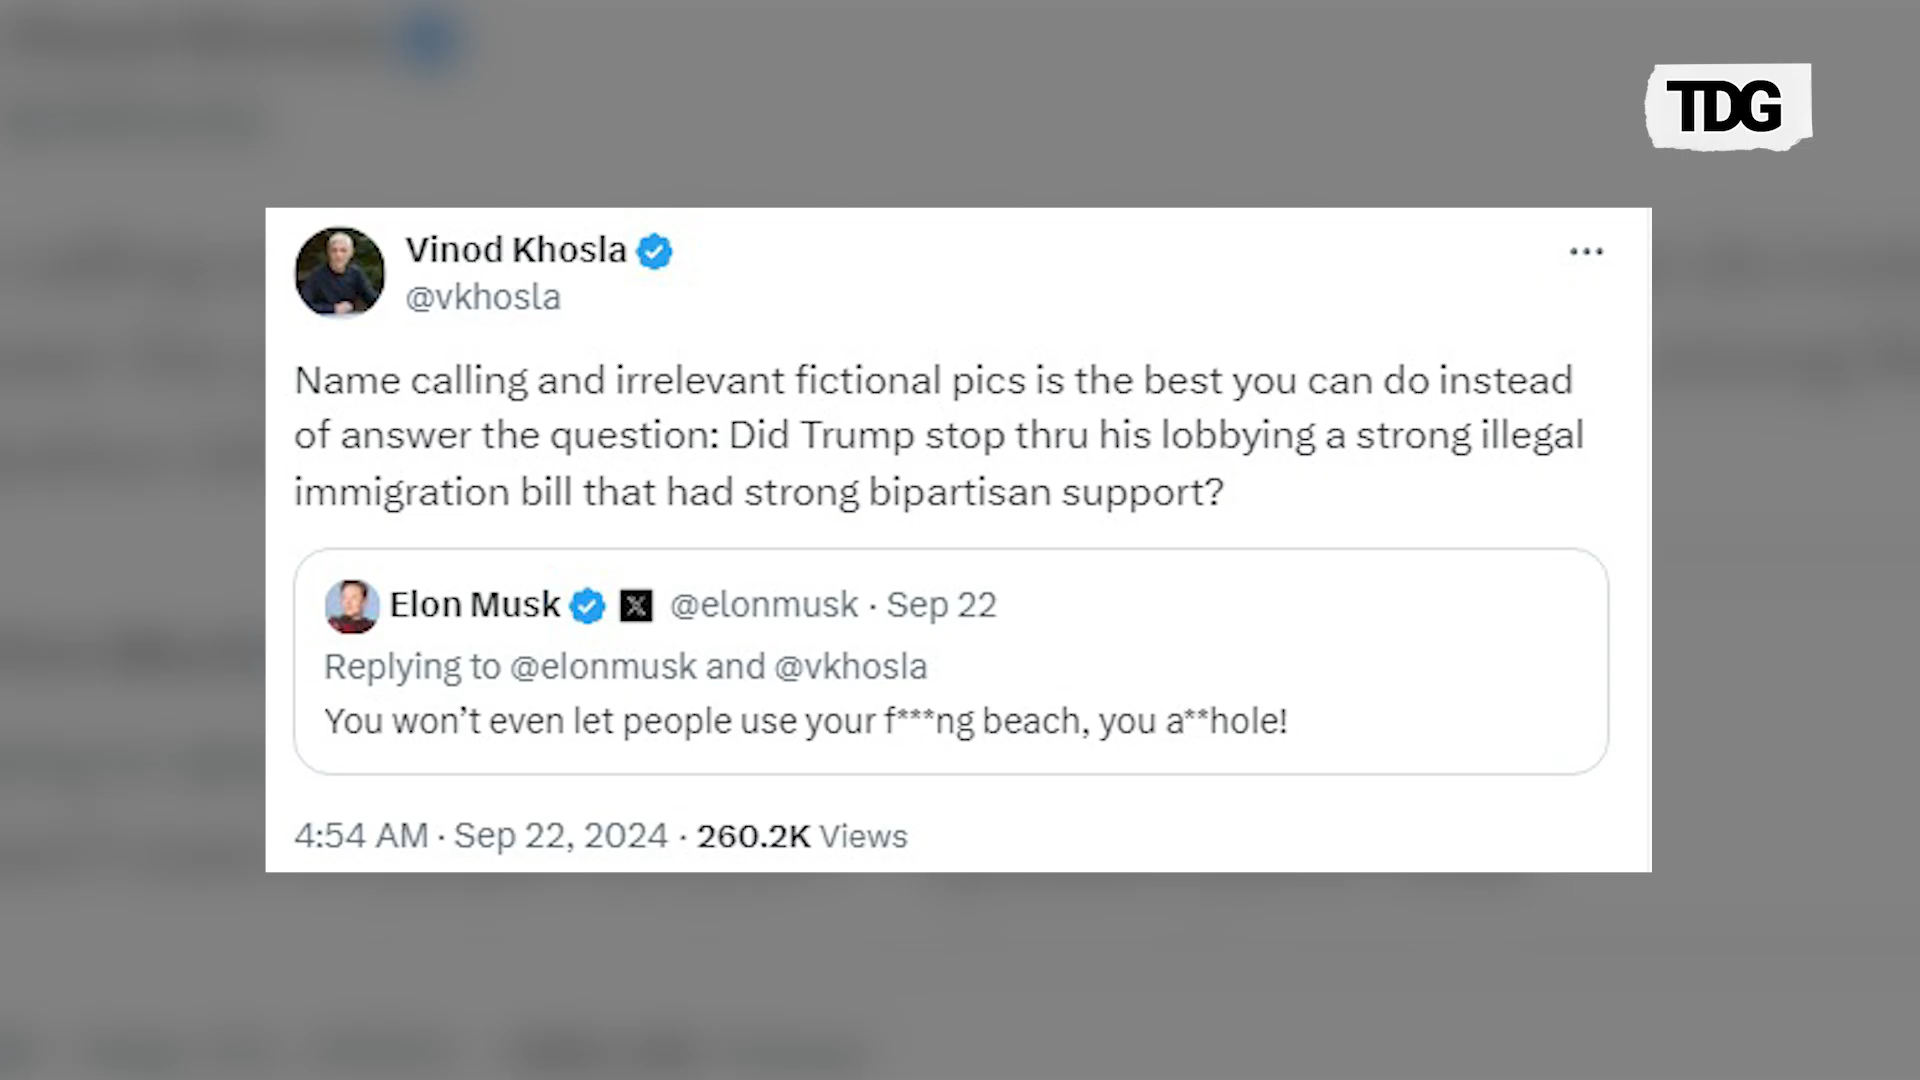 TDG
Vinod Khosla
@vkhosla
Name calling and irrelevant fictional pics is the best you can do instead
of answer the question: Did Trump stop thru his lobbying a strong illegal
immigration bill that had strong bipartisan support?
Elon Musk @elonmusk · Sep 22
Replying to @elonmusk and @vkhosla
You won’t even let people use your f***ng beach, you a**hole!
4:54 AM · Sep 22, 2024 · 260.2K Views